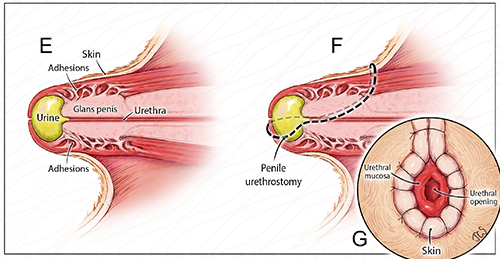 E
Skin
Adhesions
Glans penis
Urine
Urethra
Adhesions
F
Penile
urethrostomy
Urethral
mucosa
Urethral
opening
Skin
G